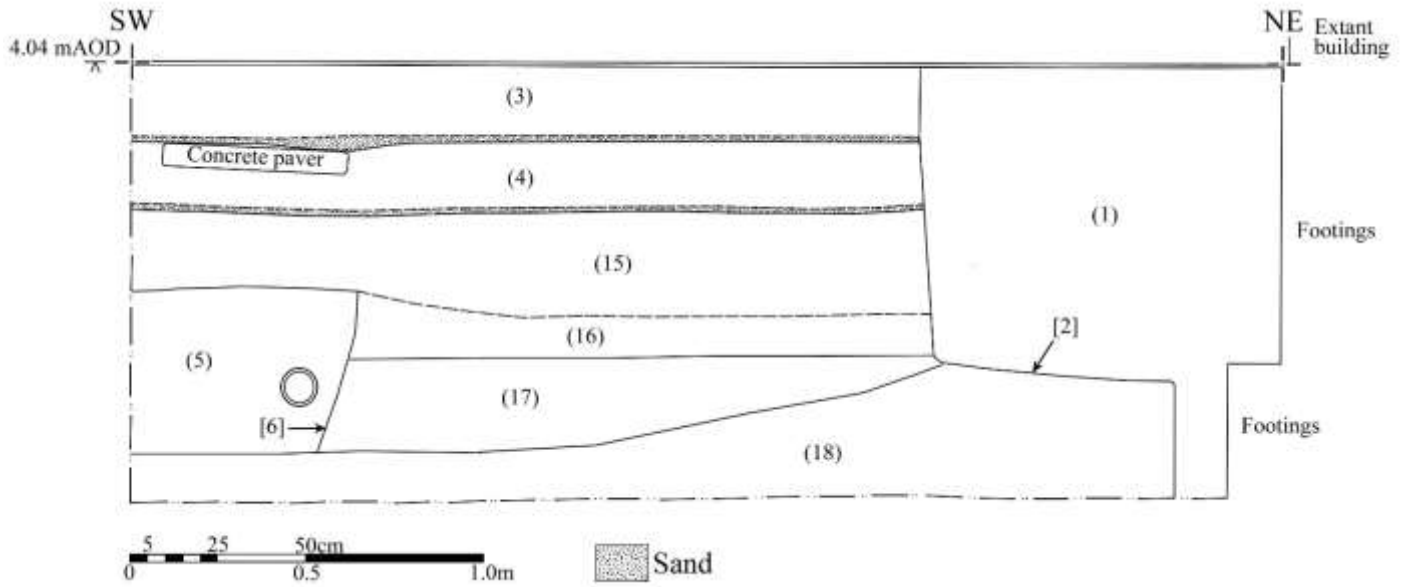 SW
NE
Extant
building
4.04 mAOD
(3)
Concrete paver
(4)
(1)
Footings
(15)
[2]
(16)
(5)
(17)
[6]
Footings
(18)
5 25 50cm
0 0.5 1.0m
Sand